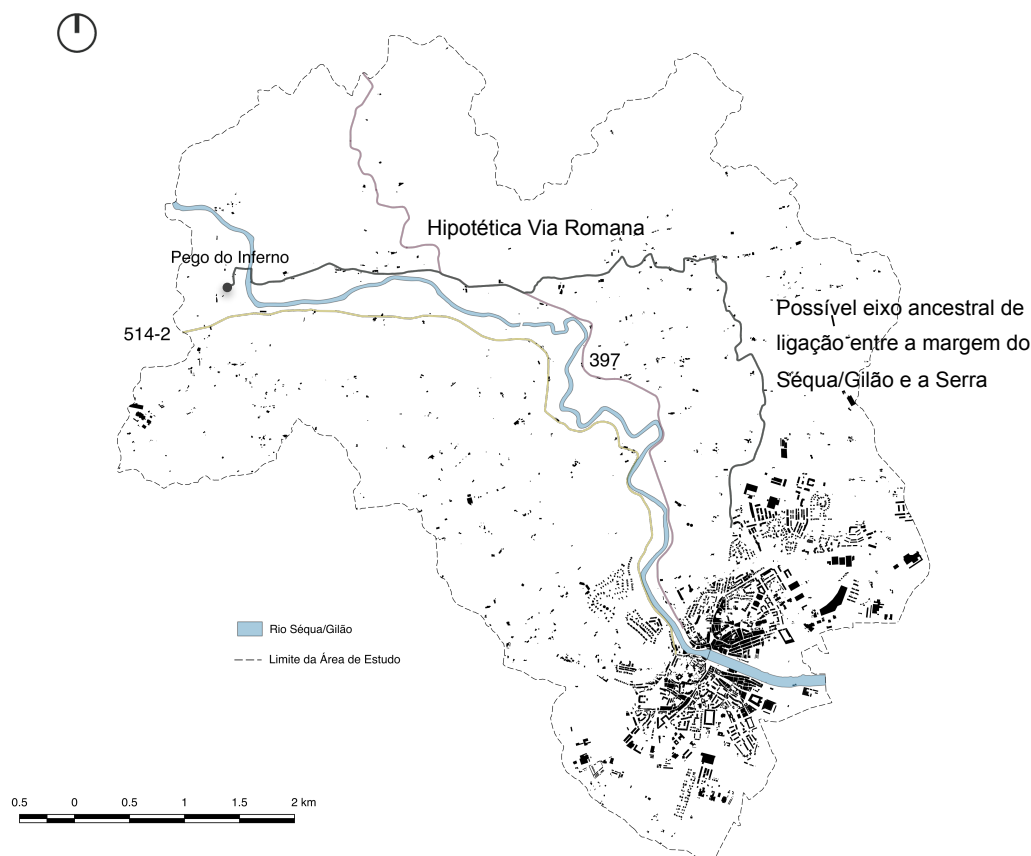 Hipotética Via Romana
Pego do Inferno
Possível eixo ancestral de
ligação entre a margem do
Séqua/Gilão e a Serra
514-2
397
Rio Séqua/Gilão
Limite da Área de Estudo
0.5 0 0.5 1 1.5 2 km